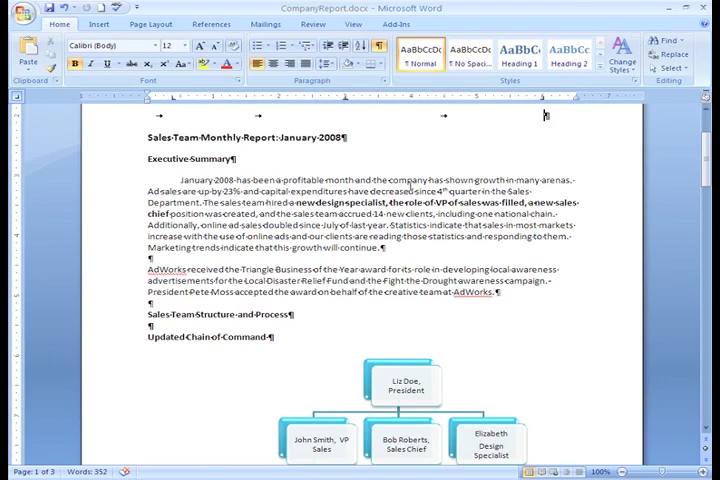 CompanyReport.docx - Microsoft Word
Home Insert Page Layout References Mailings Review View Add-Ins
Calibri (Body) 12
Paste
Clipboard Font Paragraph Styles Editing
AaBbCcDc AaBbCcDc AaBbC AaBbCc
¶ Normal ¶ No Spaci... Heading 1 Heading 2
Change Styles
Find
Replace
Select
Sales Team Monthly Report: January 2008¶
Executive Summary¶
January 2008 has been a profitable month and the company has shown growth in many arenas.
Ad sales are up by 23% and capital expenditures have decreased since 4th quarter in the Sales
Department. The sales team hired a new design specialist, the role of VP of sales was filled, a new sales
chief position was created, and the sales team accrued 14 new clients, including one national chain.
Additionally, online ad sales doubled since July of last year. Statistics indicate that sales in most markets
increase with the use of online ads and our clients are reading those statistics and responding to them.
Marketing trends indicate that this growth will continue. ¶
¶
AdWorks received the Triangle Business of the Year award for its role in developing local awareness
advertisements for the Local Disaster Relief Fund and the Fight the Drought awareness campaign.
President Pete Moss accepted the award on behalf of the creative team at AdWorks. ¶
¶
Sales Team Structure and Process¶
¶
Updated Chain of Command ¶
Liz Doe,
President
John Smith, VP
Sales
Bob Roberts,
Sales Chief
Elizabeth
Design
Specialist
Page: 1 of 3 Words: 352 100%